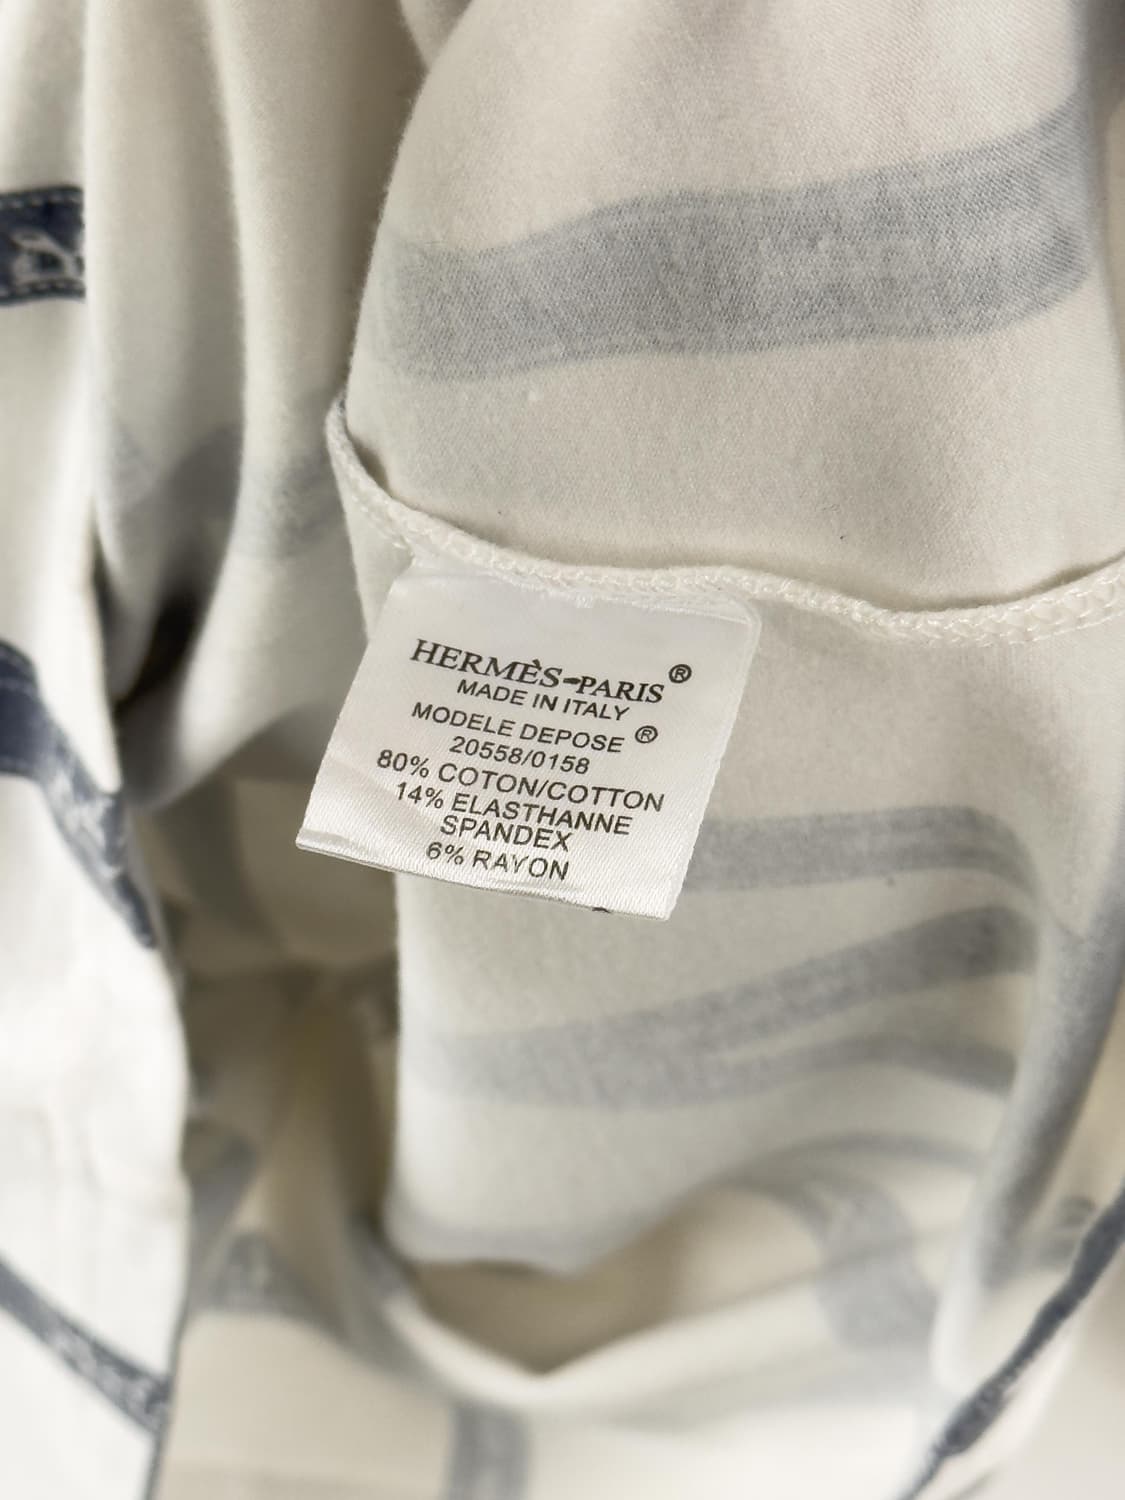 HERMÈS-PARIS ®
MADE IN ITALY
MODELE DEPOSE ®
20558/0158
80% COTON/COTTON
14% ELASTHANNE
SPANDEX
6% RAYON